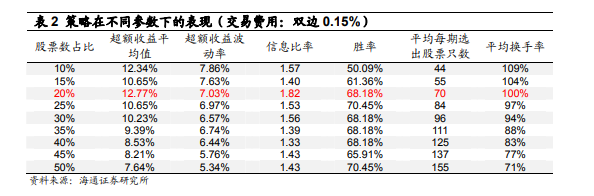 表 2 策略在不同参数下的表现（交易费用：双边 0.15%）
股票数占比 超额收益平均值 超额收益波动率 信息比率 胜率 平均每期选出股票只数 平均换手率
10% 12.34% 7.86% 1.57 50.09% 44 109%
15% 10.65% 7.63% 1.40 61.36% 55 104%
20% 12.77% 7.03% 1.82 68.18% 70 100%
25% 10.65% 6.97% 1.53 70.45% 84 97%
30% 10.23% 6.57% 1.56 68.18% 96 94%
35% 9.39% 6.74% 1.39 68.18% 111 88%
40% 8.53% 6.44% 1.33 68.18% 125 83%
45% 8.21% 5.76% 1.43 65.91% 137 77%
50% 7.64% 5.34% 1.43 70.45% 155 71%
资料来源：海通证券研究所